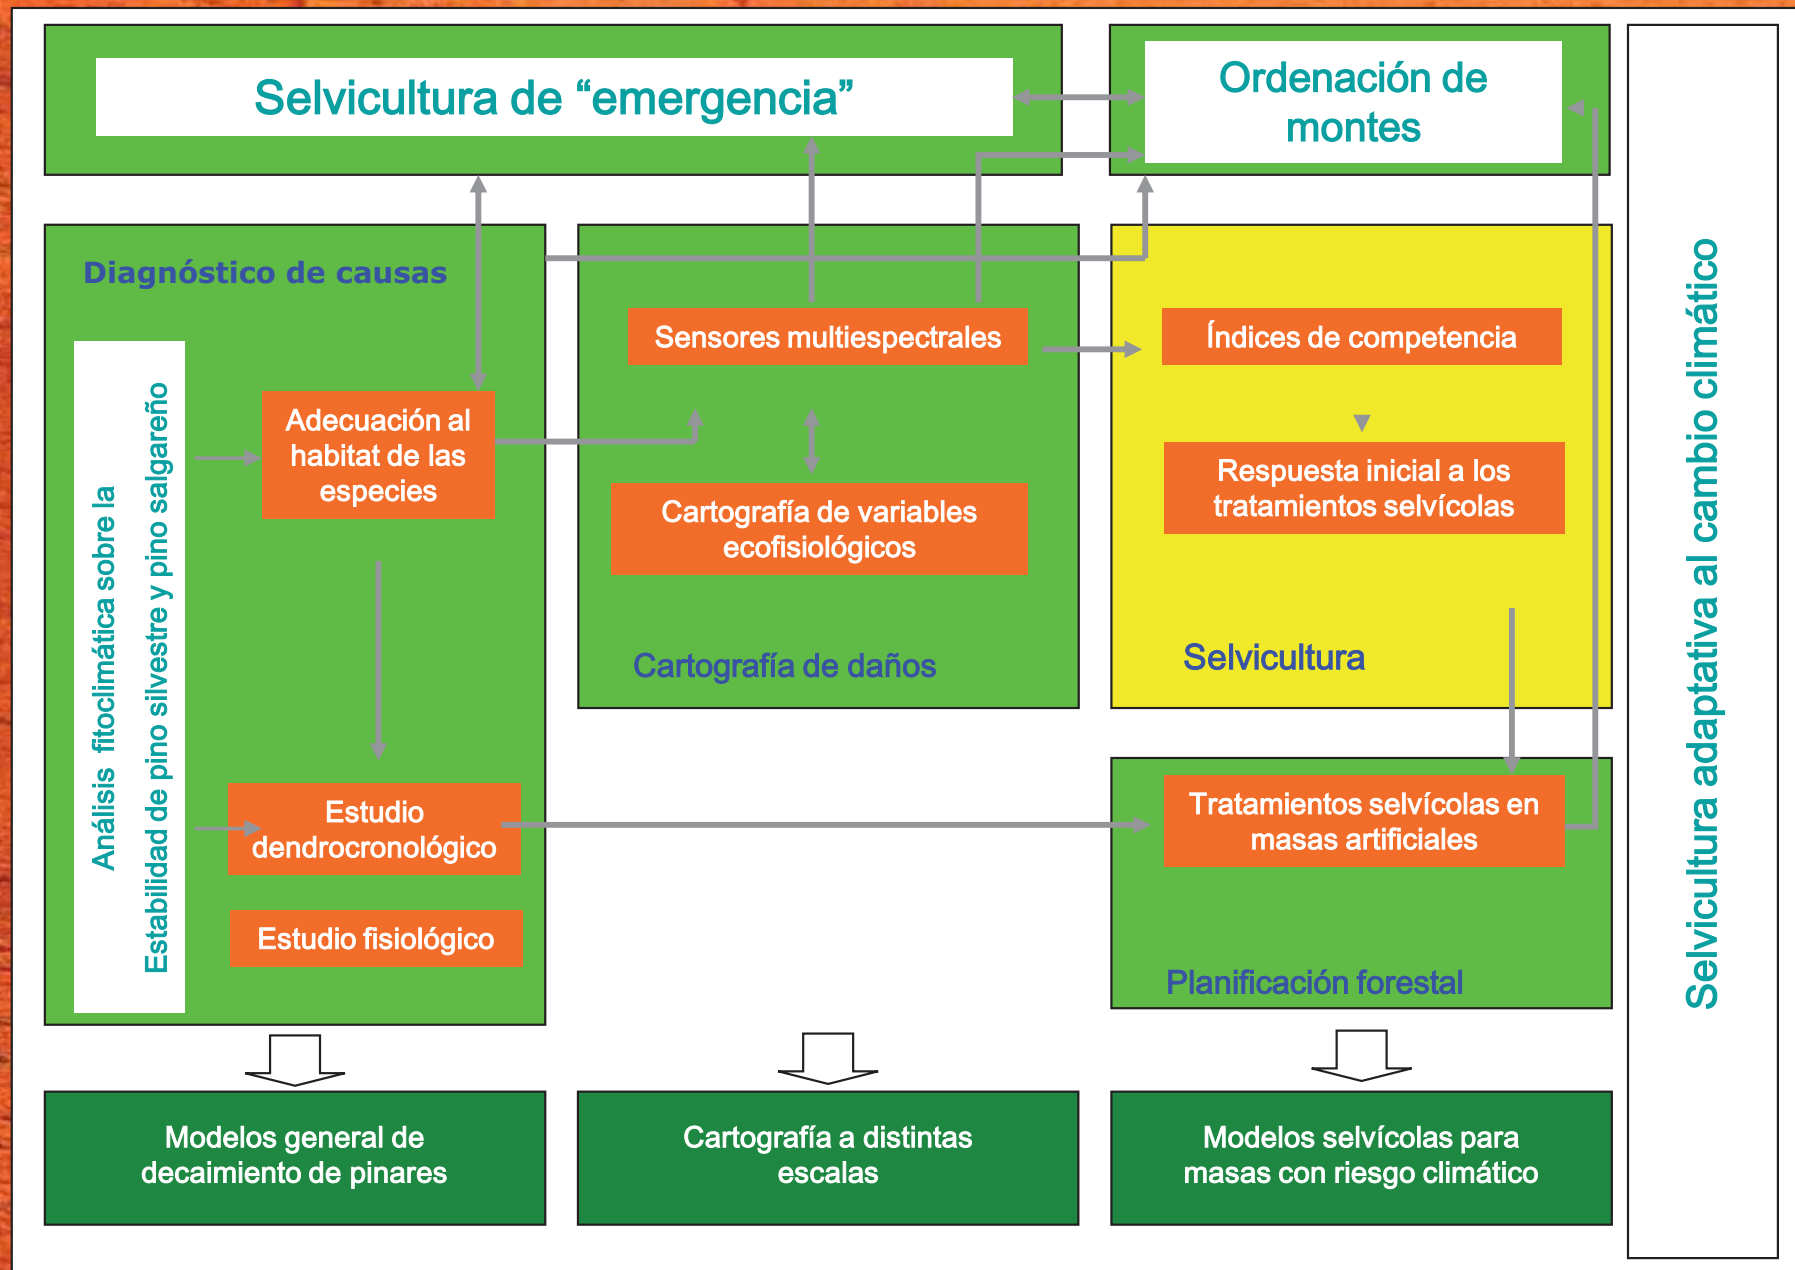 Selvicultura de “emergencia”
Ordenación de
montes
Diagnóstico de causas
Análisis fitoclimática sobre la
Estabilidad de pino silvestre y pino salgareño
Adecuación al
habitat de las
especies
Estudio
dendrocronológico
Estudio fisiológico
Sensores multiespectrales
Cartografía de variables
ecofisiológicos
Cartografía de daños
Índices de competencia
Respuesta inicial a los
tratamientos selvícolas
Selvicultura
Tratamientos selvícolas en
masas artificiales
Planificación forestal
Modelos general de
decaimiento de pinares
Cartografía a distintas
escalas
Modelos selvícolas para
masas con riesgo climático
Selvicultura adaptativa al cambio climático